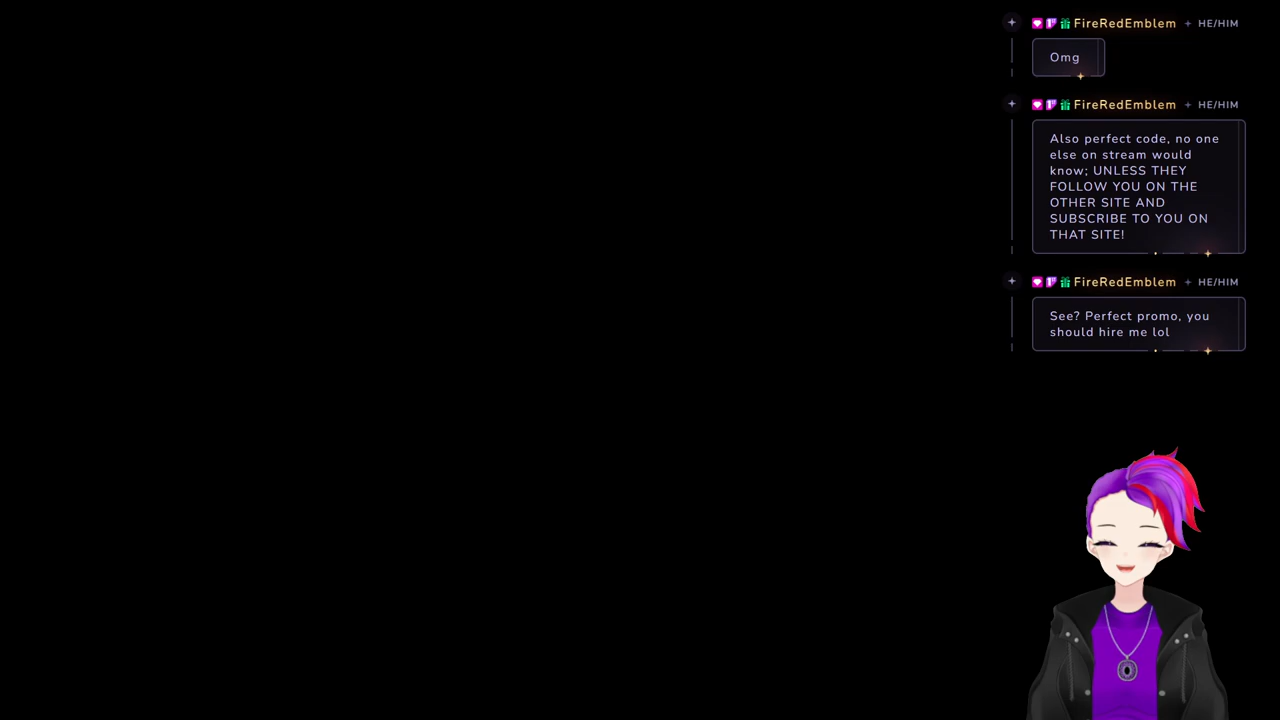 FireRedEmblem HE/HIM
Omg
FireRedEmblem HE/HIM
Also perfect code, no one
else on stream would
know; UNLESS THEY
FOLLOW YOU ON THE
OTHER SITE AND
SUBSCRIBE TO YOU ON
THAT SITE!
FireRedEmblem HE/HIM
See? Perfect promo, you
should hire me lol